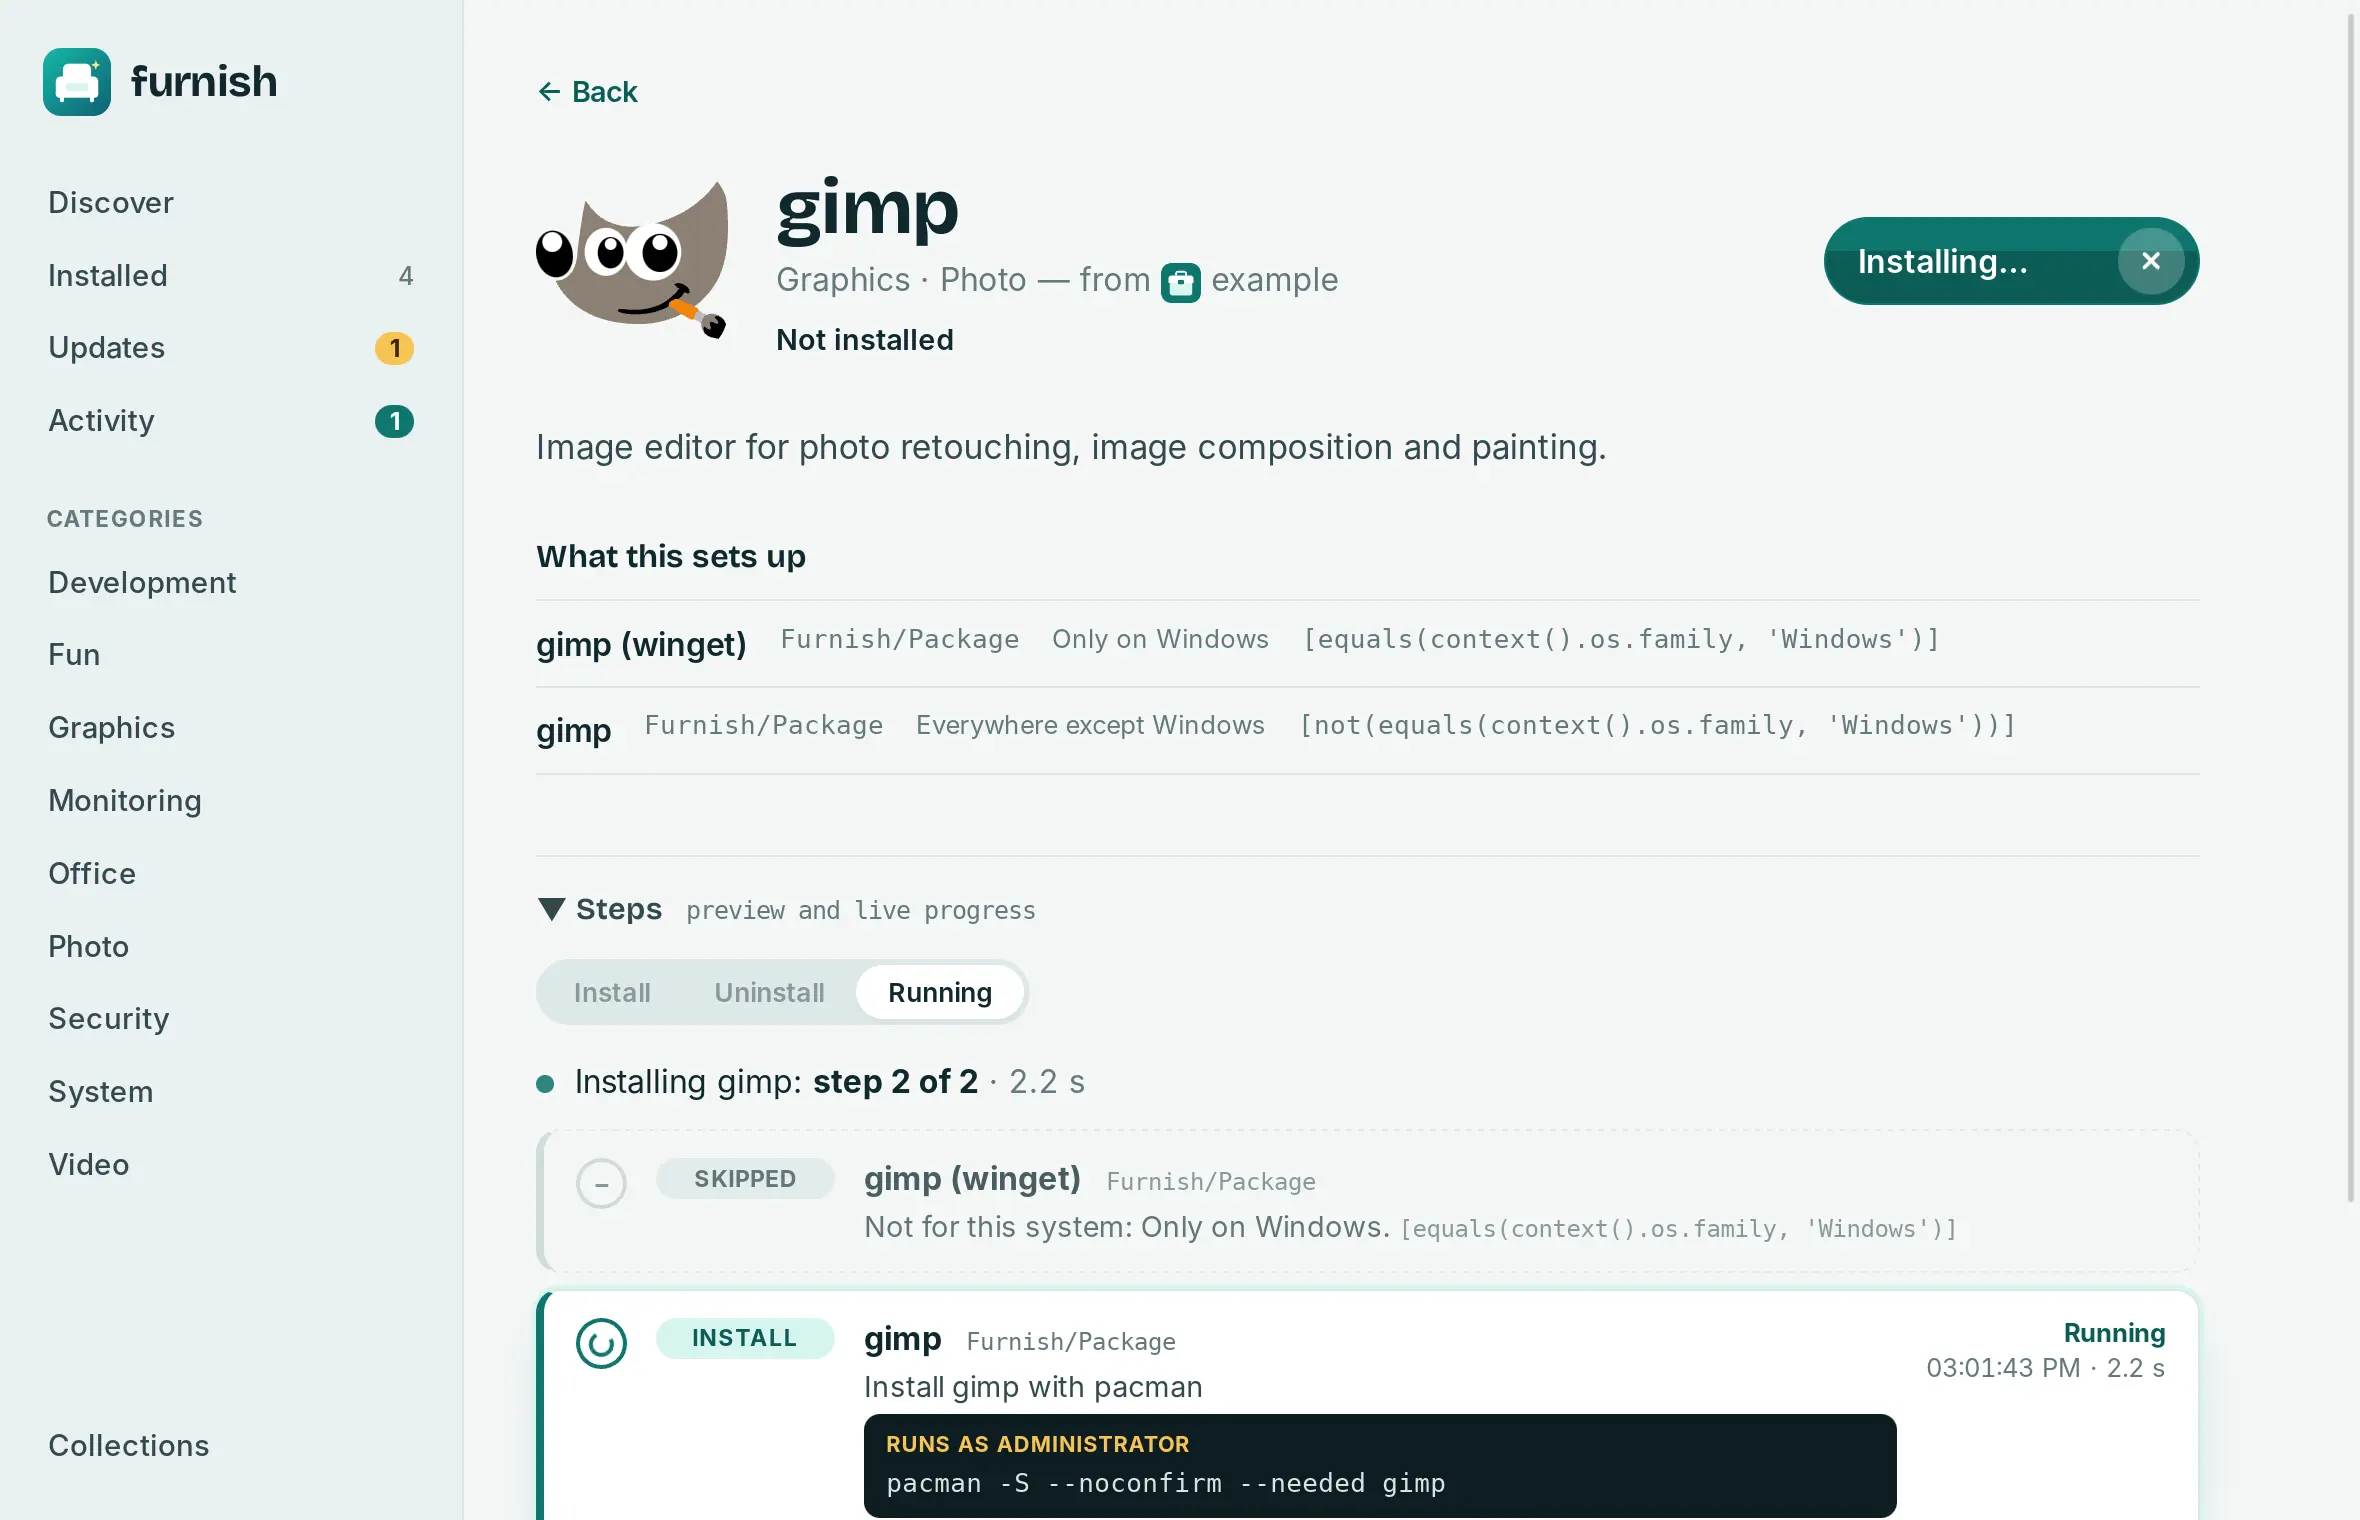 furnish
Discover
Installed 4
Updates 1
Activity 1
CATEGORIES
Development
Fun
Graphics
Monitoring
Office
Photo
Security
System
Video
Collections
← Back
gimp
Graphics · Photo — from example
Not installed
Installing... ×
Image editor for photo retouching, image composition and painting.
What this sets up
gimp (winget) Furnish/Package Only on Windows [equals(context().os.family, 'Windows')]
gimp Furnish/Package Everywhere except Windows [not(equals(context().os.family, 'Windows'))]
▼ Steps preview and live progress
Install Uninstall Running
Installing gimp: step 2 of 2 · 2.2 s
– SKIPPED gimp (winget) Furnish/Package
Not for this system: Only on Windows. [equals(context().os.family, 'Windows')]
INSTALL gimp Furnish/Package Running
03:01:43 PM · 2.2 s
Install gimp with pacman
RUNS AS ADMINISTRATOR
pacman -S --noconfirm --needed gimp